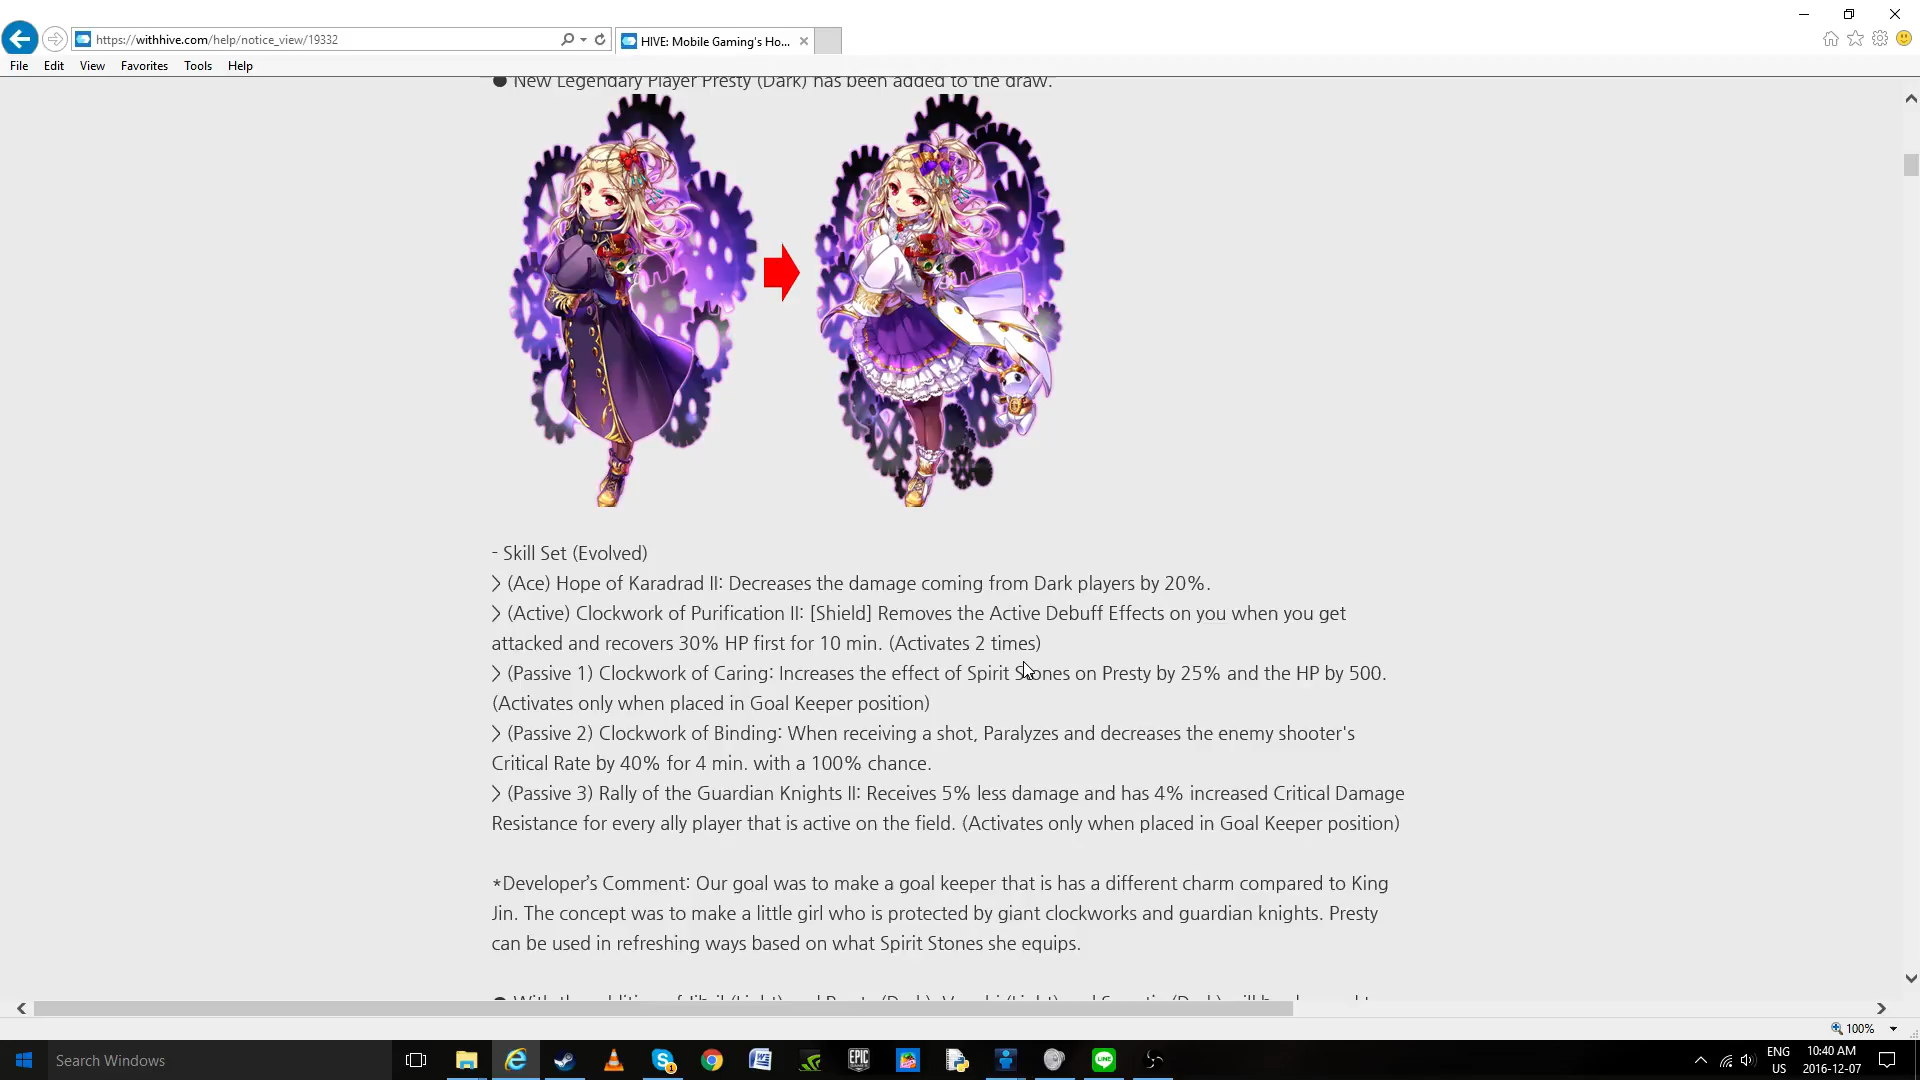 https://withhive.com/help/notice_view/19332
HIVE: Mobile Gaming's Ho...
File Edit View Favorites Tools Help
● New Legendary Player Presty (Dark) has been added to the draw.
- Skill Set (Evolved)
> (Ace) Hope of Karadrad II: Decreases the damage coming from Dark players by 20%.
> (Active) Clockwork of Purification II: [Shield] Removes the Active Debuff Effects on you when you get
attacked and recovers 30% HP first for 10 min. (Activates 2 times)
> (Passive 1) Clockwork of Caring: Increases the effect of Spirit Stones on Presty by 25% and the HP by 500.
(Activates only when placed in Goal Keeper position)
> (Passive 2) Clockwork of Binding: When receiving a shot, Paralyzes and decreases the enemy shooter's
Critical Rate by 40% for 4 min. with a 100% chance.
> (Passive 3) Rally of the Guardian Knights II: Receives 5% less damage and has 4% increased Critical Damage
Resistance for every ally player that is active on the field. (Activates only when placed in Goal Keeper position)
*Developer's Comment: Our goal was to make a goal keeper that is has a different charm compared to King
Jin. The concept was to make a little girl who is protected by giant clockworks and guardian knights. Presty
can be used in refreshing ways based on what Spirit Stones she equips.
100%
Search Windows
EPIC
LINE
ENG
US
10:40 AM
2016-12-07